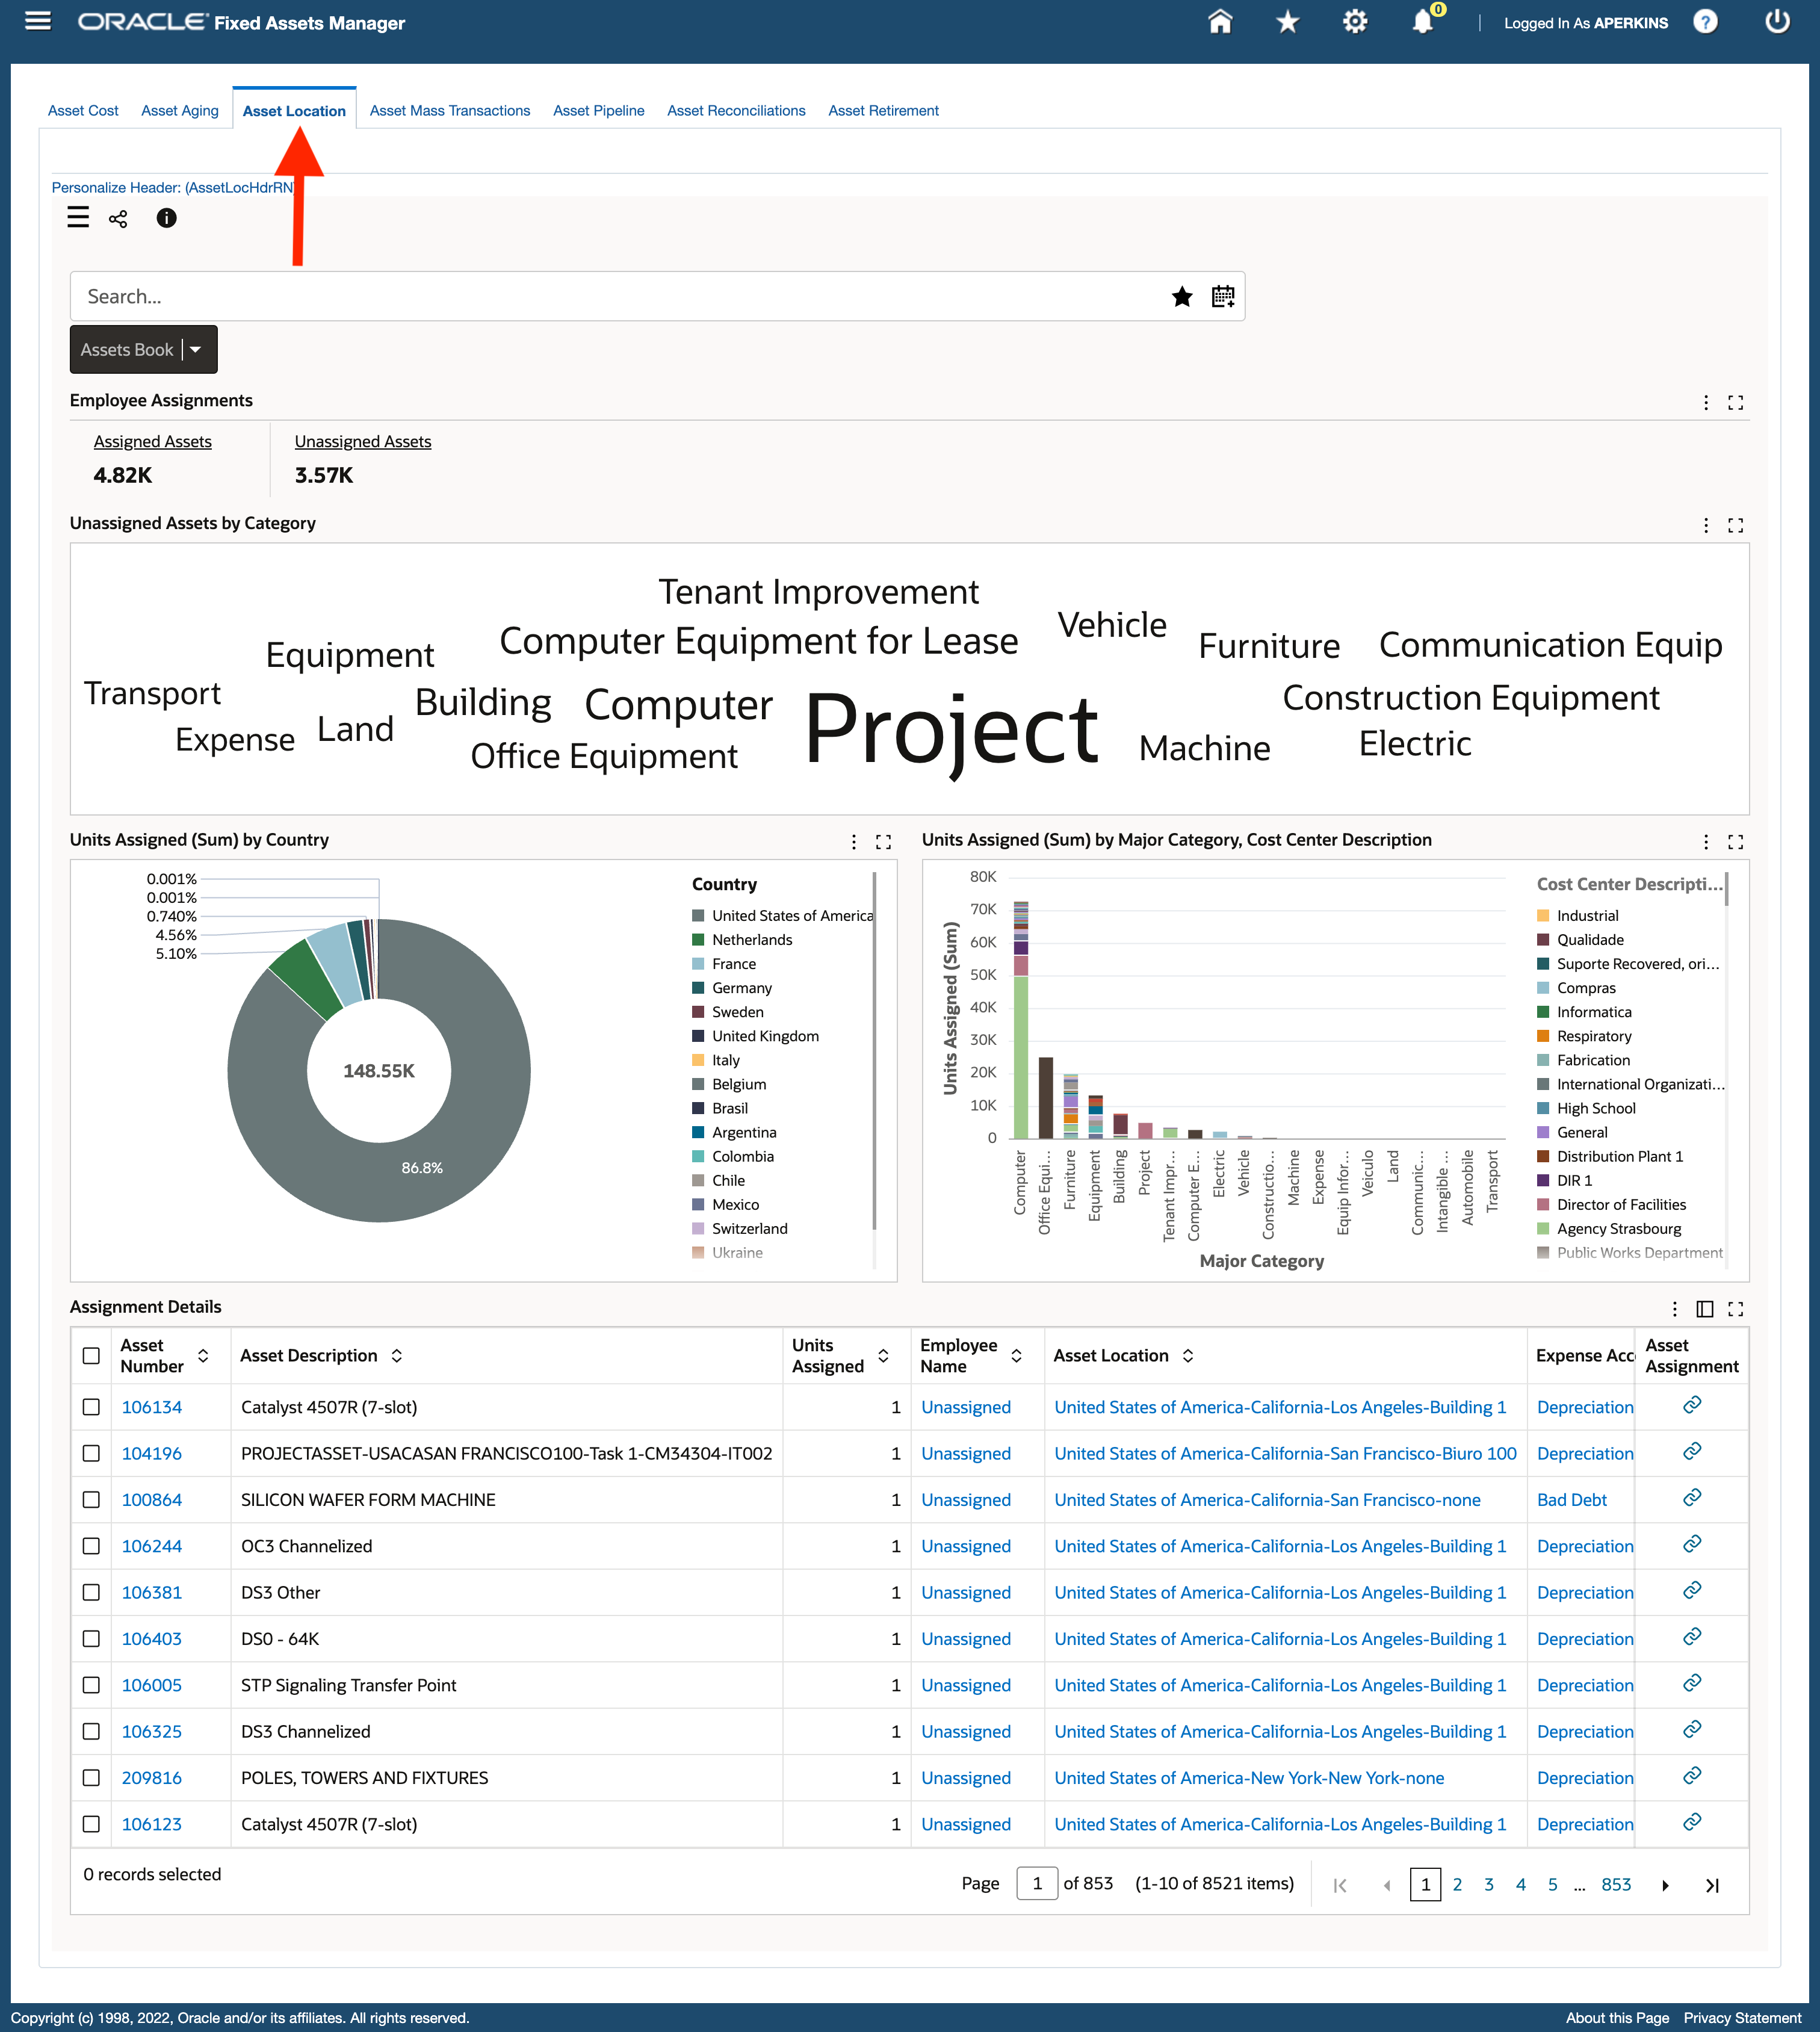 ORACLE Fixed Assets Manager
0
Logged In As APERKINS
?
Asset Cost
Asset Aging
Asset Location
Asset Mass Transactions
Asset Pipeline
Asset Reconciliations
Asset Retirement
Personalize Header: (AssetLocHdrRN
Search...
Assets Book
Employee Assignments
Assigned Assets
4.82K
Unassigned Assets
3.57K
Unassigned Assets by Category
Tenant Improvement
Vehicle
Computer Equipment for Lease
Furniture
Communication Equip
Equipment
Transport
Building
Computer
Project
Construction Equipment
Expense
Land
Office Equipment
Machine
Electric
Units Assigned (Sum) by Country
0.001%
0.001%
0.740%
4.56%
5.10%
148.55K
86.8%
Country
United States of America
Netherlands
France
Germany
Sweden
United Kingdom
Italy
Belgium
Brasil
Argentina
Colombia
Chile
Mexico
Switzerland
Ukraine
Units Assigned (Sum) by Major Category, Cost Center Description
Units Assigned (Sum)
80K
70K
60K
50K
40K
30K
20K
10K
0
Computer
Office Equi...
Furniture
Equipment
Building
Project
Tenant Impr...
Computer E...
Electric
Vehicle
Constructio...
Machine
Expense
Equip Infor...
Veiculo
Land
Communic...
Intangible ...
Automobile
Transport
Major Category
Cost Center Descripti...
Industrial
Qualidade
Suporte Recovered, ori...
Compras
Informatica
Respiratory
Fabrication
International Organizati...
High School
General
Distribution Plant 1
DIR 1
Director of Facilities
Agency Strasbourg
Public Works Department
Assignment Details
Asset Number Asset Description Units Assigned Employee Name Asset Location Expense Acc Asset Assignment
106134 Catalyst 4507R (7-slot) 1 Unassigned United States of America-California-Los Angeles-Building 1 Depreciation
104196 PROJECTASSET-USACASAN FRANCISCO100-Task 1-CM34304-IT002 1 Unassigned United States of America-California-San Francisco-Biuro 100 Depreciation
100864 SILICON WAFER FORM MACHINE 1 Unassigned United States of America-California-San Francisco-none Bad Debt
106244 OC3 Channelized 1 Unassigned United States of America-California-Los Angeles-Building 1 Depreciation
106381 DS3 Other 1 Unassigned United States of America-California-Los Angeles-Building 1 Depreciation
106403 DS0 - 64K 1 Unassigned United States of America-California-Los Angeles-Building 1 Depreciation
106005 STP Signaling Transfer Point 1 Unassigned United States of America-California-Los Angeles-Building 1 Depreciation
106325 DS3 Channelized 1 Unassigned United States of America-California-Los Angeles-Building 1 Depreciation
209816 POLES, TOWERS AND FIXTURES 1 Unassigned United States of America-New York-New York-none Depreciation
106123 Catalyst 4507R (7-slot) 1 Unassigned United States of America-California-Los Angeles-Building 1 Depreciation
0 records selected
Page 1 of 853 (1-10 of 8521 items) 1 2 3 4 5 ... 853
Copyright (c) 1998, 2022, Oracle and/or its affiliates. All rights reserved.
About this Page Privacy Statement